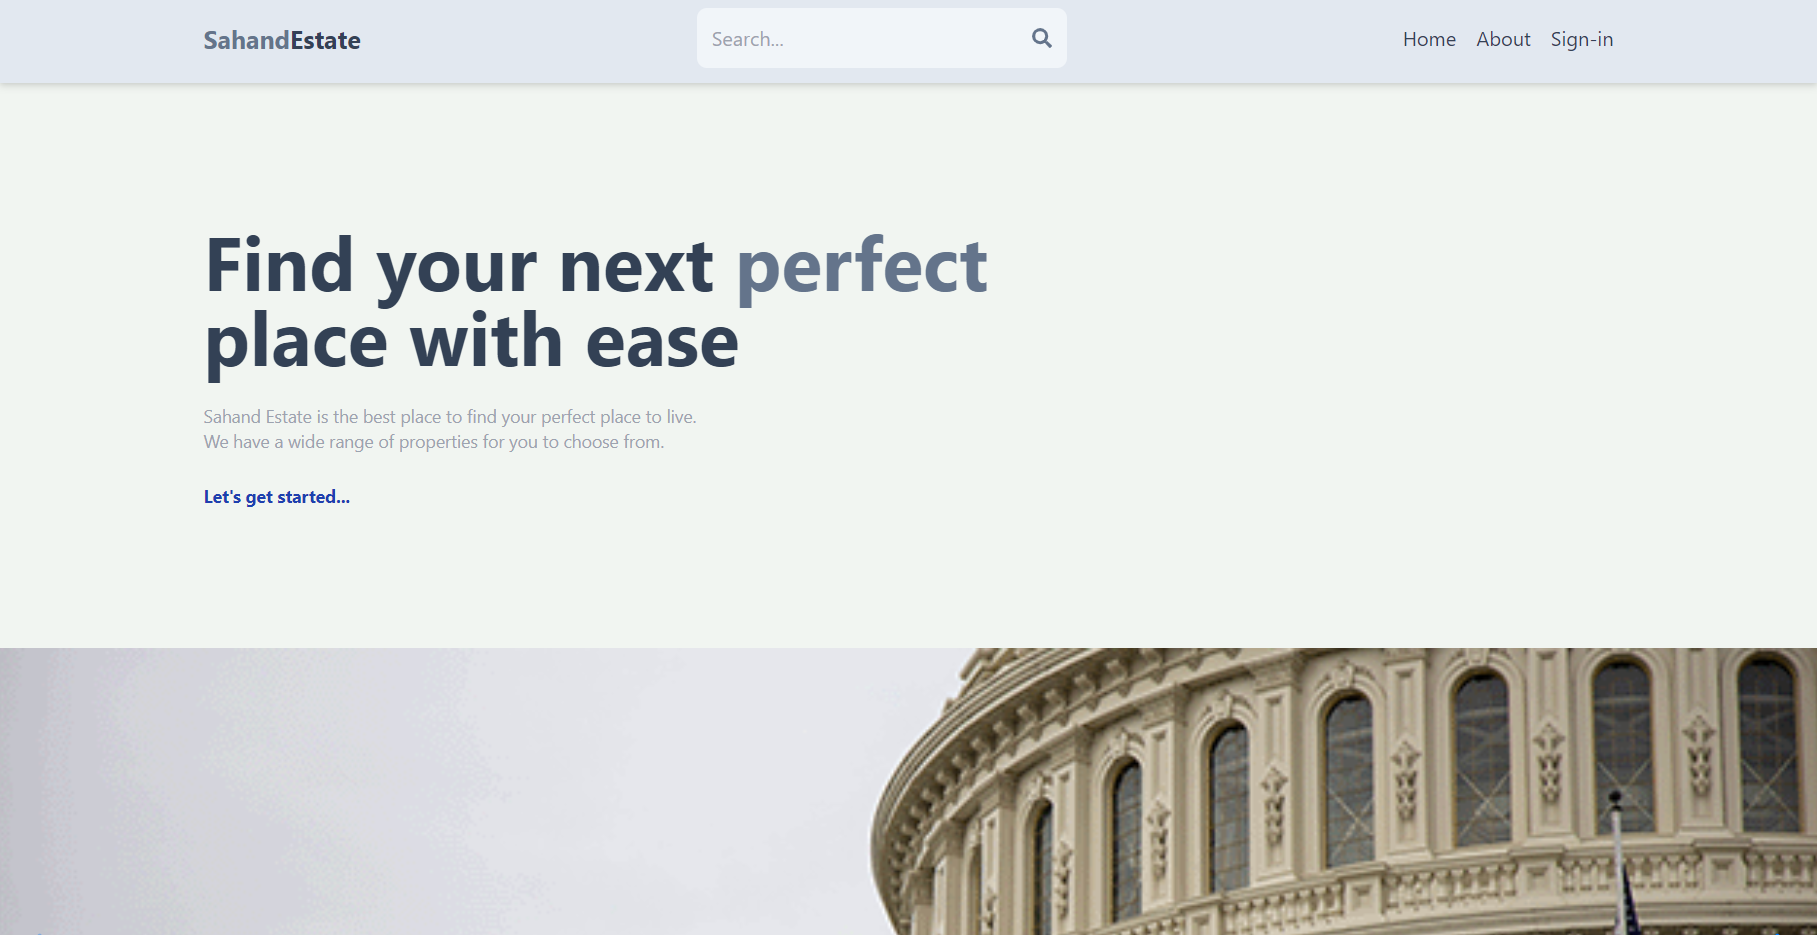 SahandEstate
Search...
Home About Sign-in
Find your next perfect
place with ease
Sahand Estate is the best place to find your perfect place to live.
We have a wide range of properties for you to choose from.
Let's get started...